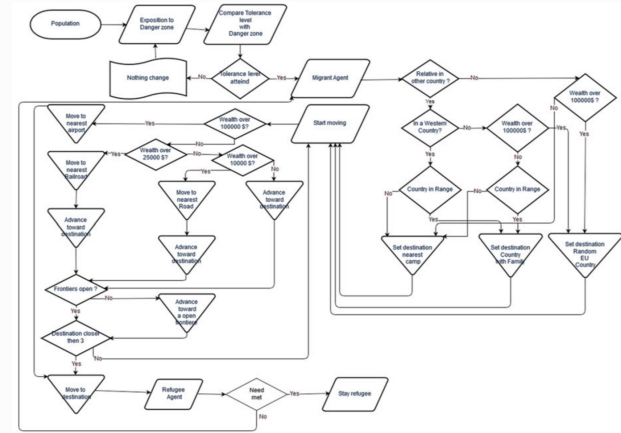 Population
Exposition to
Danger zone
Compare Tolerance
level
with
Danger zone
Nothing change
No
Tolerance level
atteind
Yes
Migrant Agent
Relative in
other country ?
No
Yes
Wealth over
100000$ ?
Move to
nearest
airport
Yes
Wealth over
100000 $?
Start moving
In a Western
Country?
No
Wealth over
100000$ ?
Yes
No
Yes
No
Yes
No
Wealth over
25000 $?
Yes
No
Wealth over
10000 $?
Yes
No
Move to
nearest
Railroad
Move to
nearest
Road
Advance
toward
destination
Country in Range
Country in Range
No
Yes
No
Yes
Advance
toward
destination
Advance
toward
destination
Set destination
nearest
camp
Set destination
Country
with Family
Set destination
Random
EU
Country
Frontiers open ?
No
Yes
Advance
toward
a open
frontiere
Destination closer
then 3
No
Yes
Move to
destination
Refugee
Agent
Need
met
Yes
No
Stay refugee